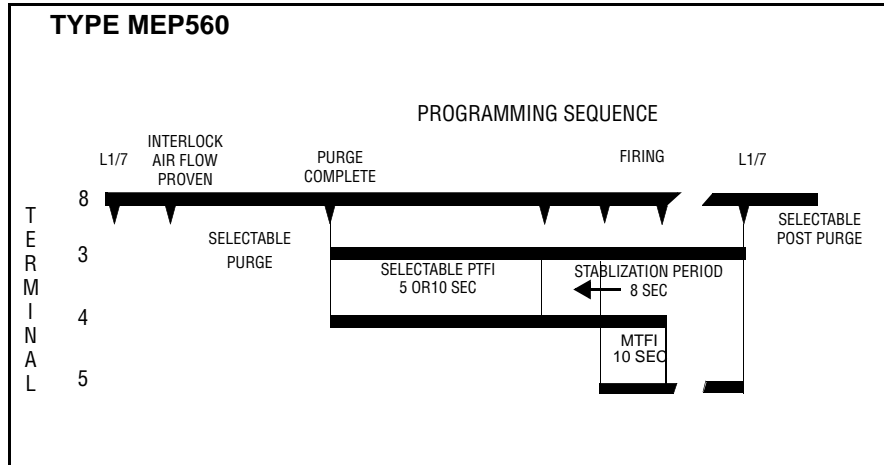 TYPE MEP560
PROGRAMMING SEQUENCE
L1/7
INTERLOCK
AIR FLOW
PROVEN
PURGE
COMPLETE
FIRING
L1/7
TERMINAL
8
SELECTABLE
PURGE
SELECTABLE
POST PURGE
3
SELECTABLE PTFI
5 OR10 SEC
STABLIZATION PERIOD
8 SEC
4
MTFI
10 SEC
5